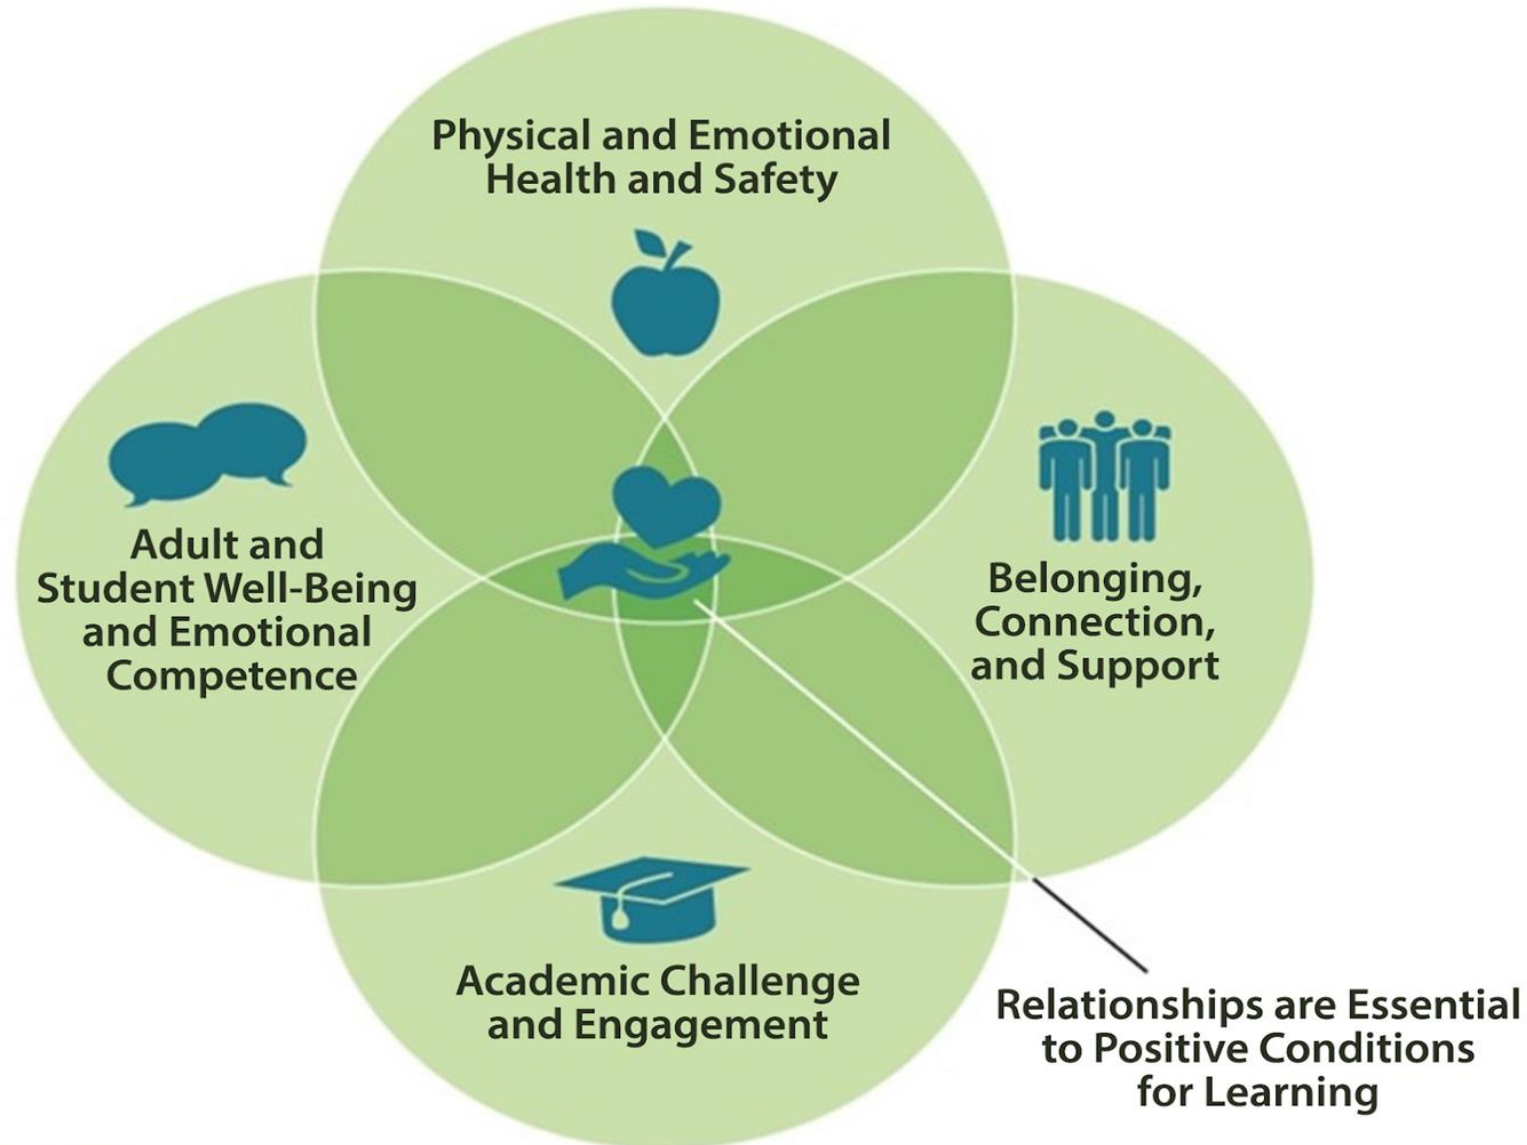 Physical and Emotional
Health and Safety
Adult and
Student Well-Being
and Emotional
Competence
Belonging,
Connection,
and Support
Academic Challenge
and Engagement
Relationships are Essential
to Positive Conditions
for Learning